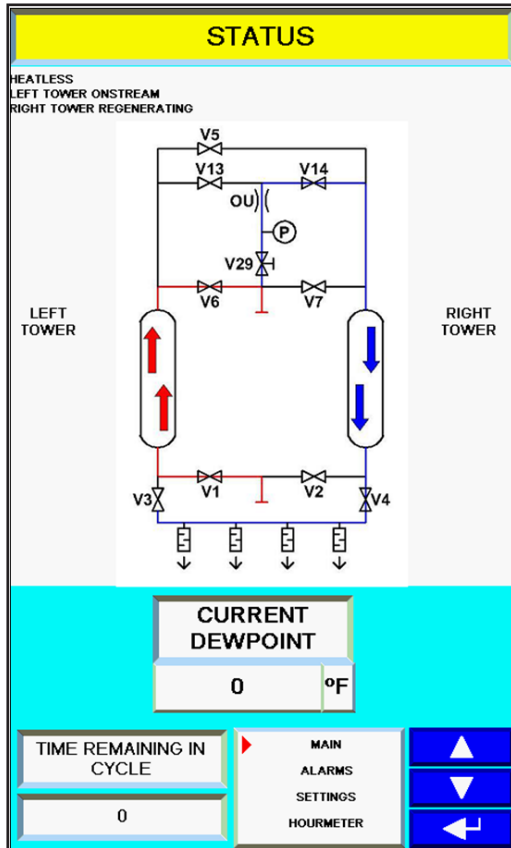 STATUS
HEATLESS
LEFT TOWER ONSTREAM
RIGHT TOWER REGENERATING
V5
V13
V14
OU
P
V29
V6
V7
LEFT
TOWER
RIGHT
TOWER
V1
V2
V3
V4
CURRENT
DEWPOINT
0
ºF
TIME REMAINING IN
CYCLE
0
MAIN
ALARMS
SETTINGS
HOURMETER